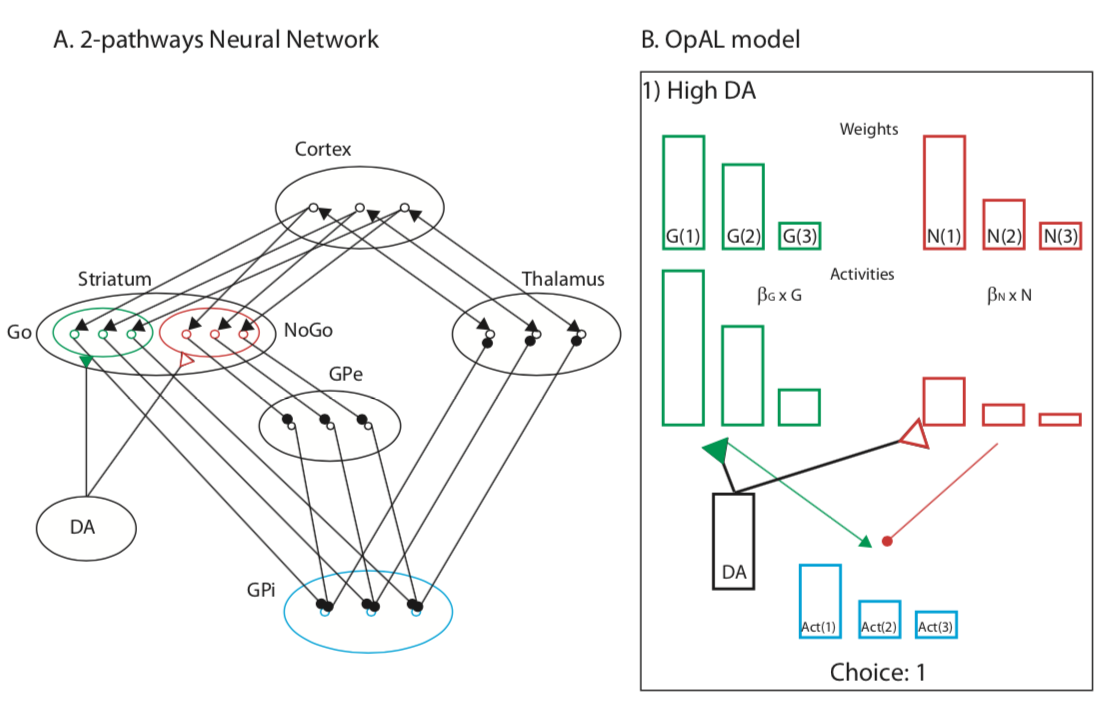 A. 2-pathways Neural Network
Cortex
Striatum
Thalamus
Go
NoGo
GPe
DA
GPi
B. OpAL model
1) High DA
Weights
G(1) G(2) G(3) N(1) N(2) N(3)
Activities
βG x G βN x N
DA
Act(1) Act(2) Act(3)
Choice: 1